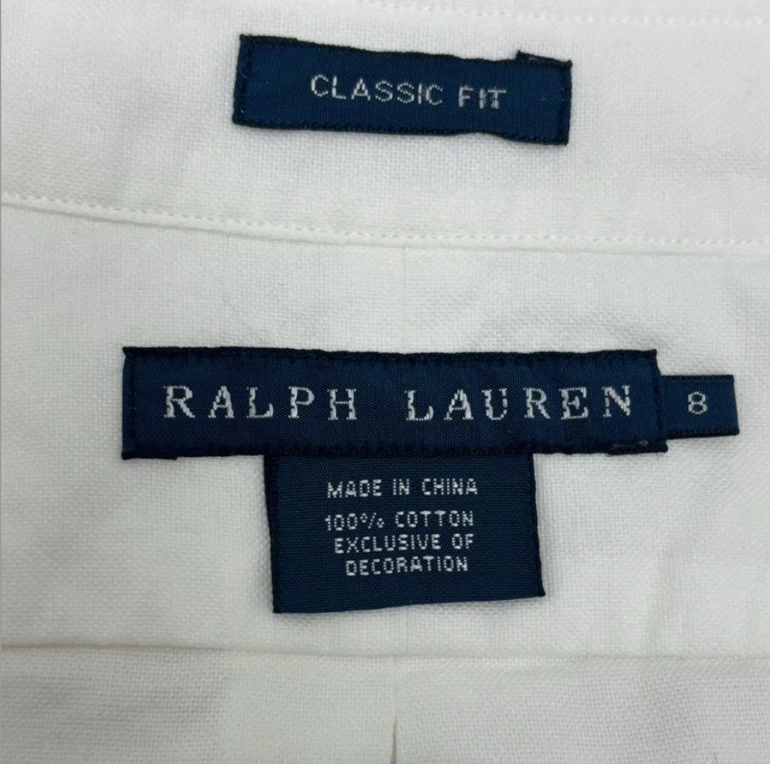 CLASSIC FIT
RALPH LAUREN 8
MADE IN CHINA
100% COTTON
EXCLUSIVE OF
DECORATION